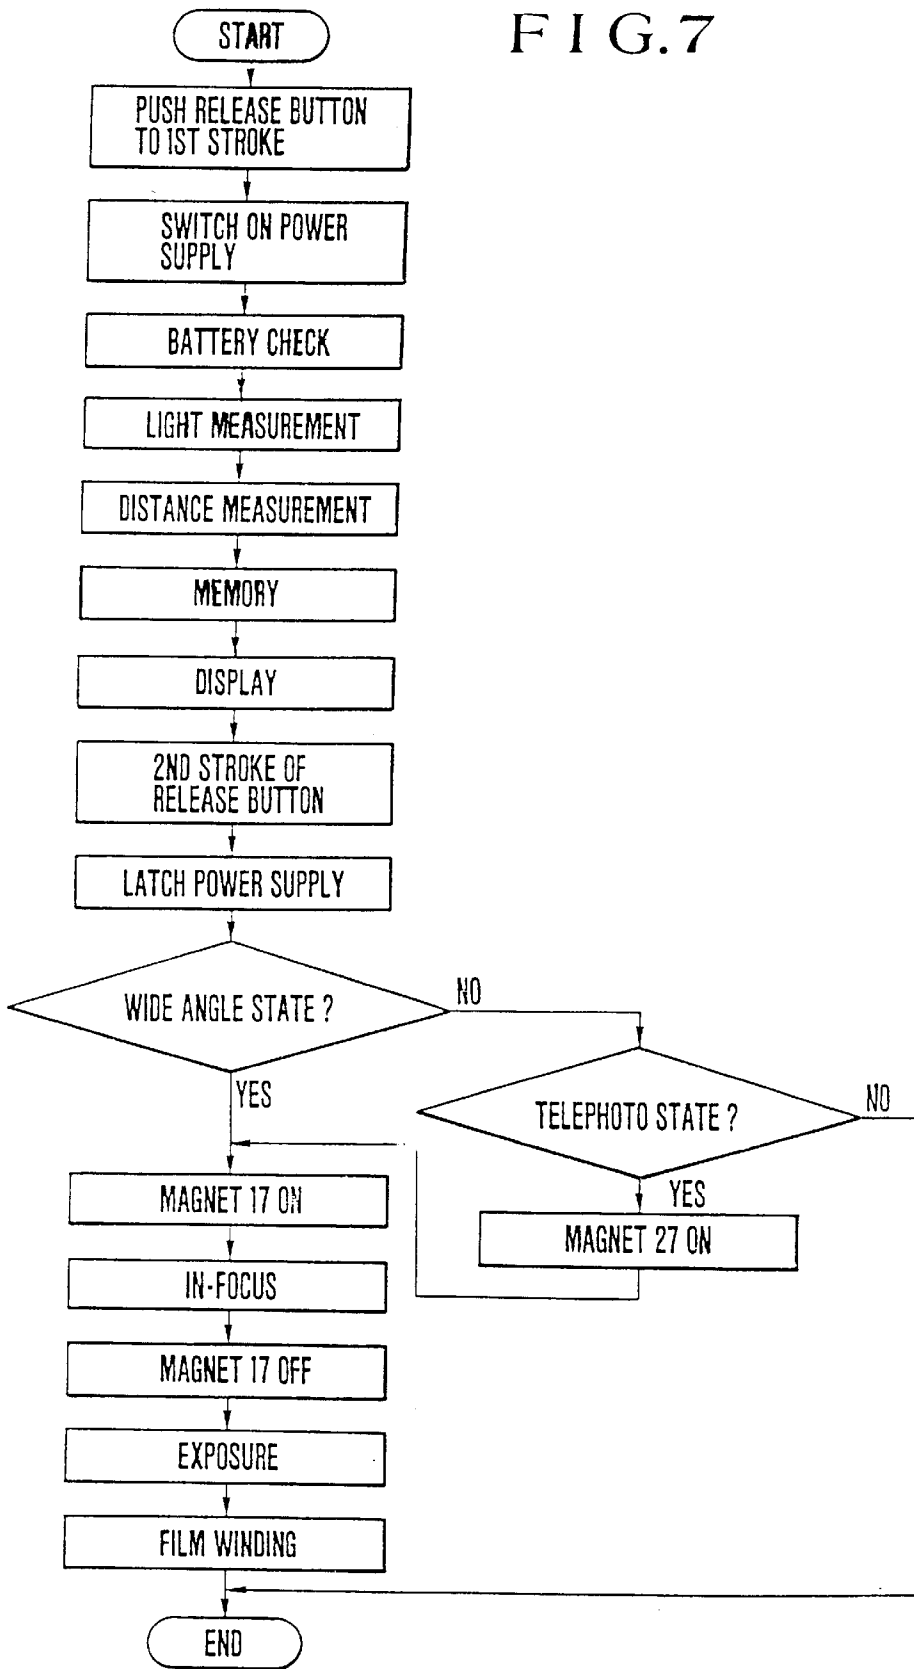 FIG.7
START
PUSH RELEASE BUTTON
TO 1ST STROKE
SWITCH ON POWER
SUPPLY
BATTERY CHECK
LIGHT MEASUREMENT
DISTANCE MEASUREMENT
MEMORY
DISPLAY
2ND STROKE OF
RELEASE BUTTON
LATCH POWER SUPPLY
WIDE ANGLE STATE ?
NO
YES
TELEPHOTO STATE ?
NO
YES
MAGNET 27 ON
MAGNET 17 ON
IN-FOCUS
MAGNET 17 OFF
EXPOSURE
FILM WINDING
END